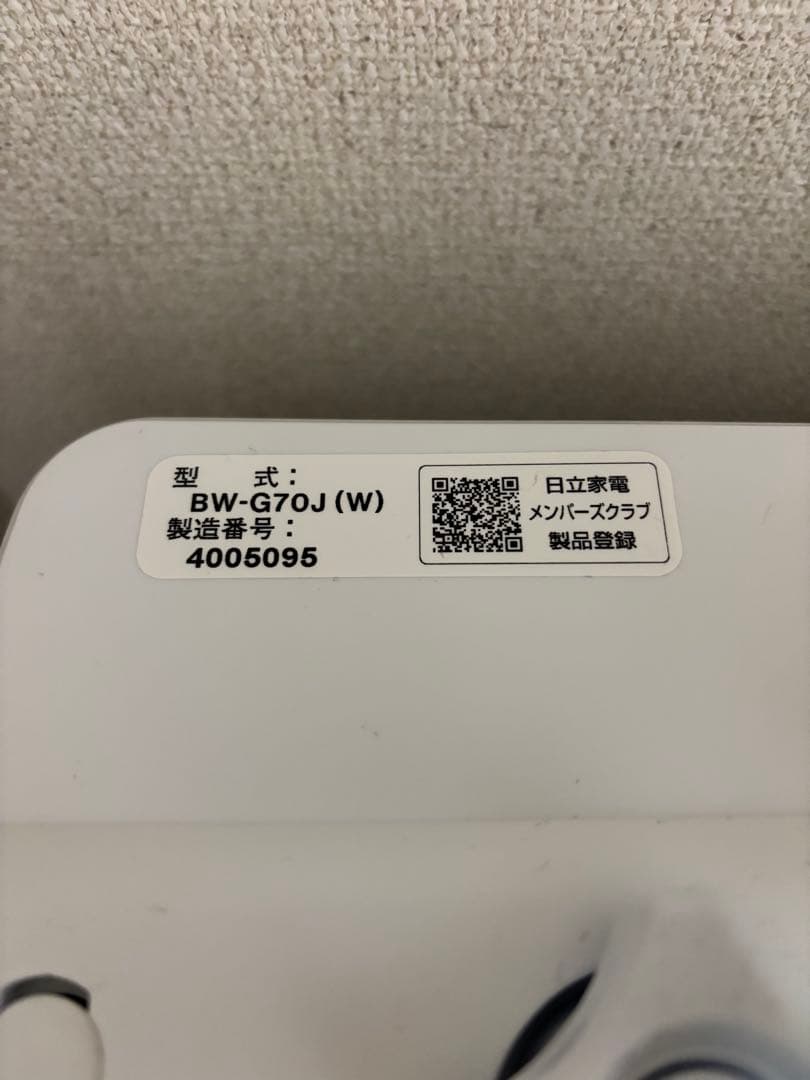 型 式：
BW-G70J (W)
製造番号：
4005095
日立家電
メンバーズクラブ
製品登録